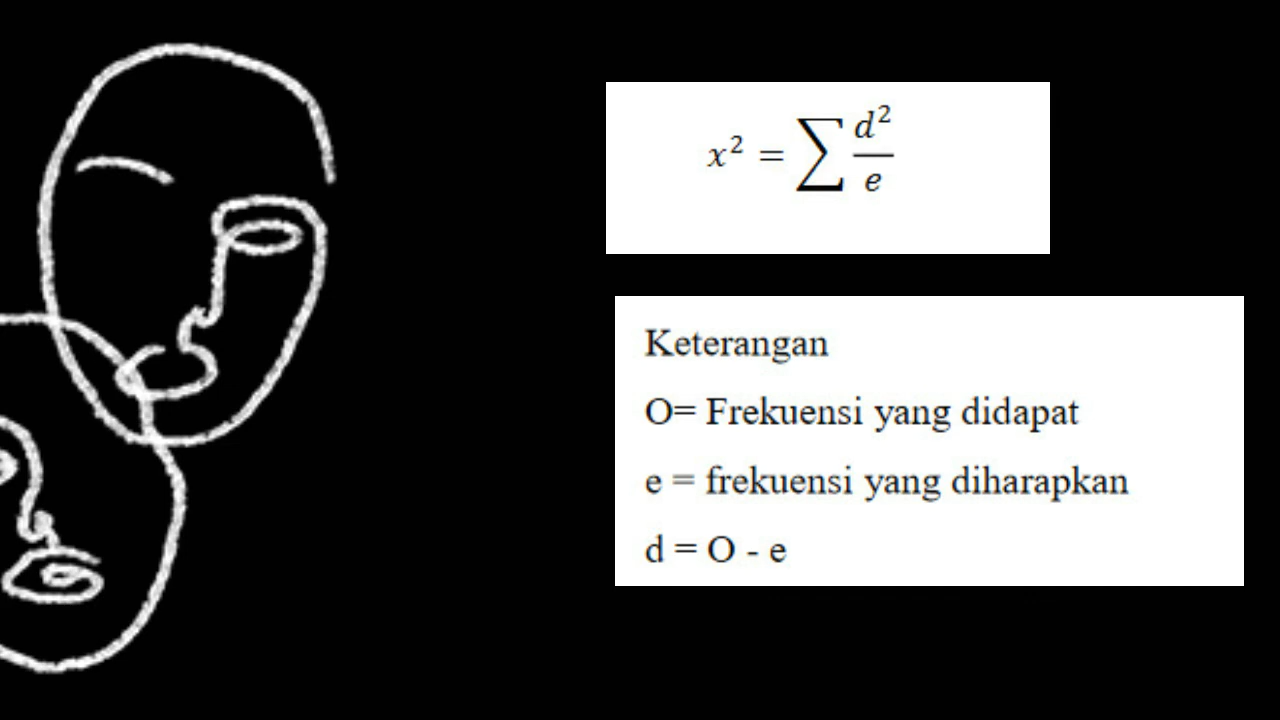 x² = ∑ d²/e
Keterangan
O= Frekuensi yang didapat
e = frekuensi yang diharapkan
d = O - e